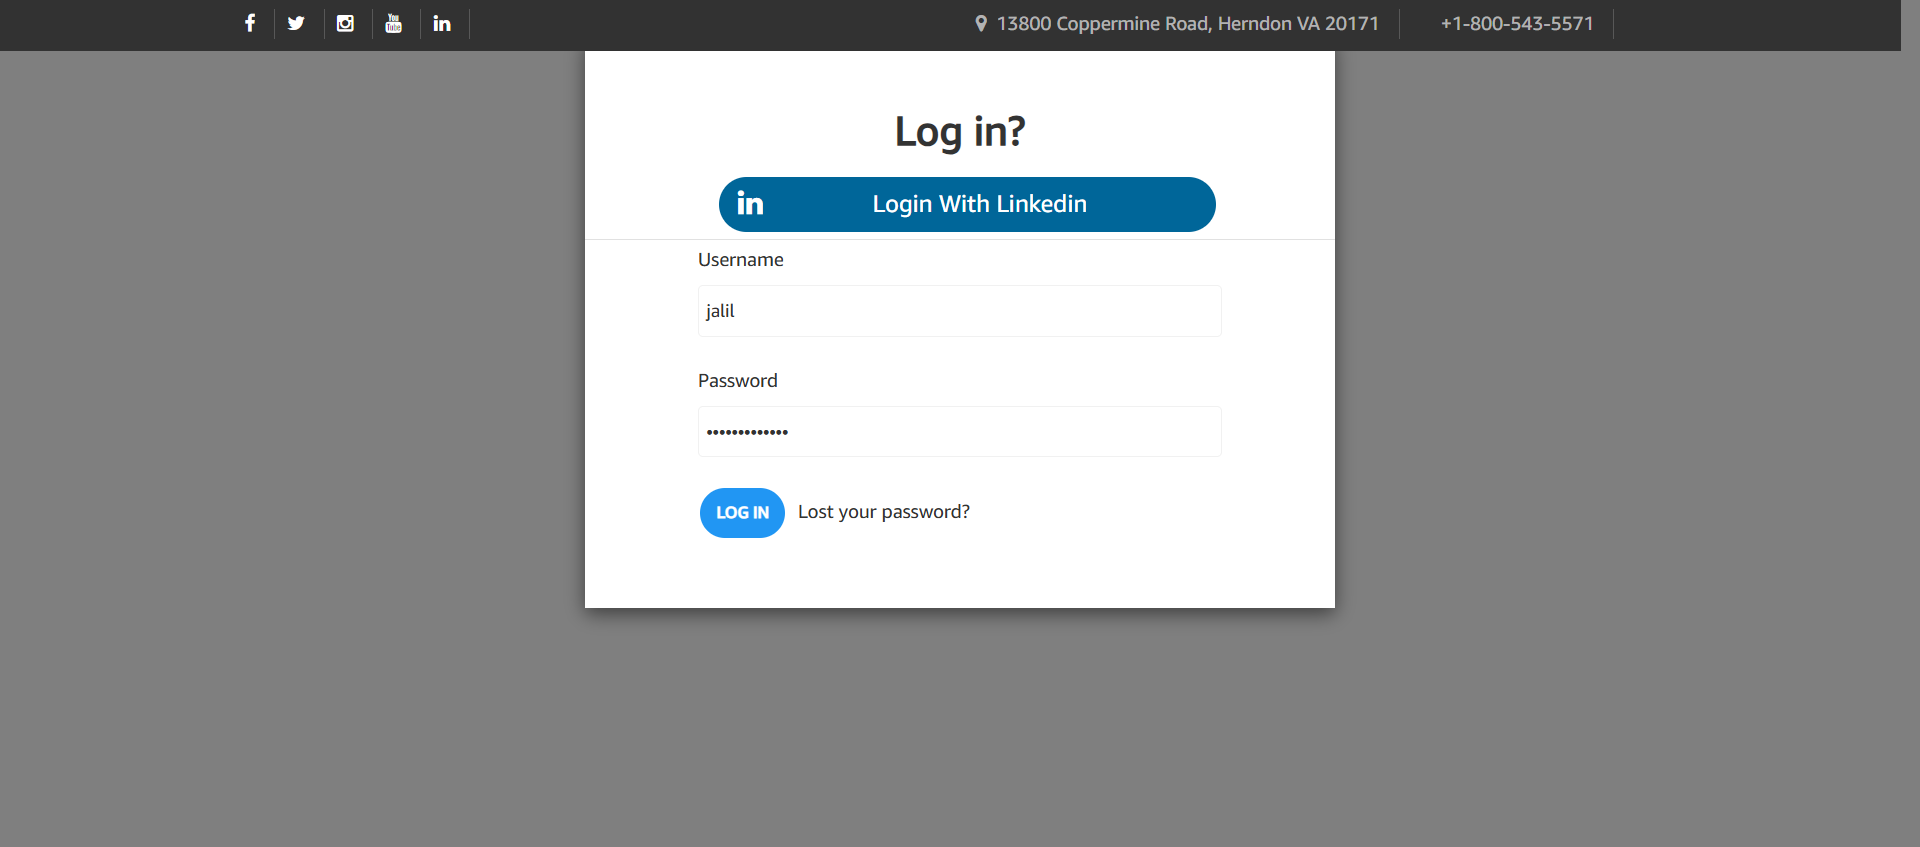 13800 Coppermine Road, Herndon VA 20171
+1-800-543-5571
Log in?
in Login With Linkedin
Username
jalil
Password
•••••••••••••
LOG IN Lost your password?